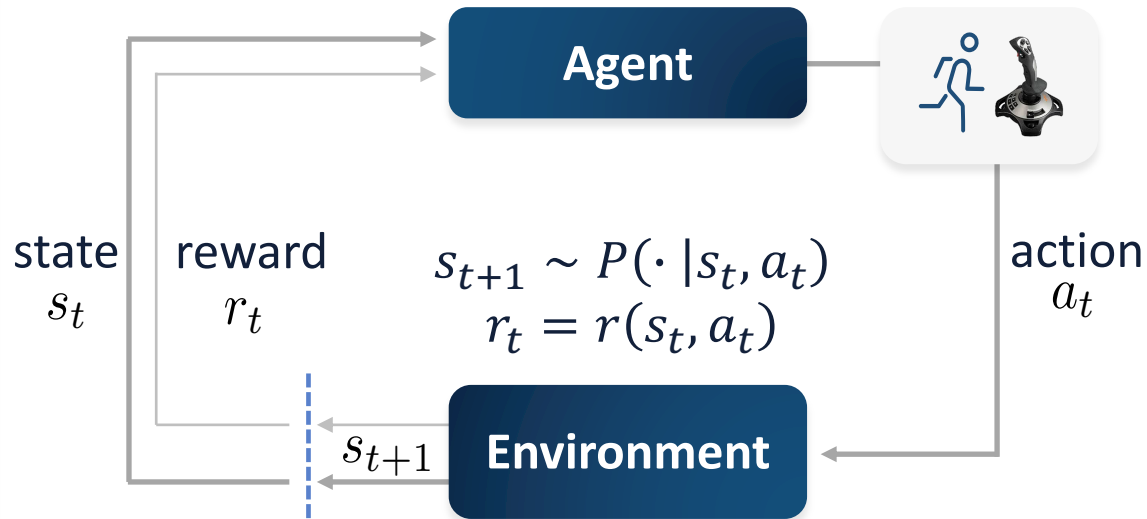 Agent
state
s_t
reward
r_t
s_{t+1} ∼ P(· |s_t, a_t)
r_t = r(s_t, a_t)
action
a_t
s_{t+1}
Environment